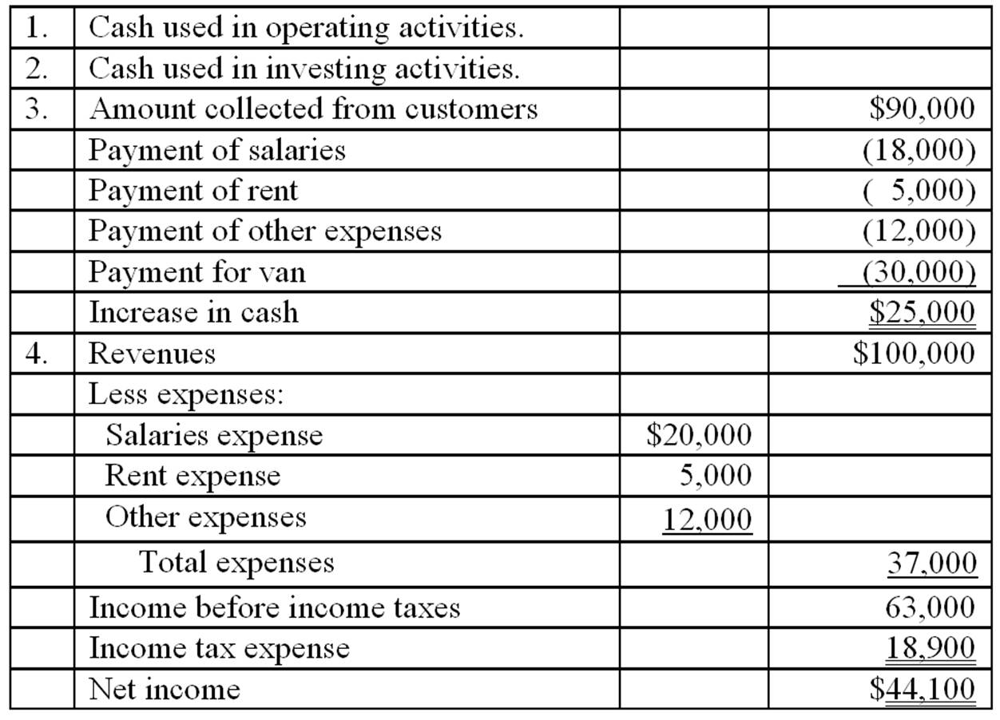 1. Cash used in operating activities.
2. Cash used in investing activities.
3. Amount collected from customers $90,000
Payment of salaries (18,000)
Payment of rent ( 5,000)
Payment of other expenses (12,000)
Payment for van (30,000)
Increase in cash $25,000
4. Revenues $100,000
Less expenses:
Salaries expense $20,000
Rent expense 5,000
Other expenses 12,000
Total expenses 37,000
Income before income taxes 63,000
Income tax expense 18,900
Net income $44,100